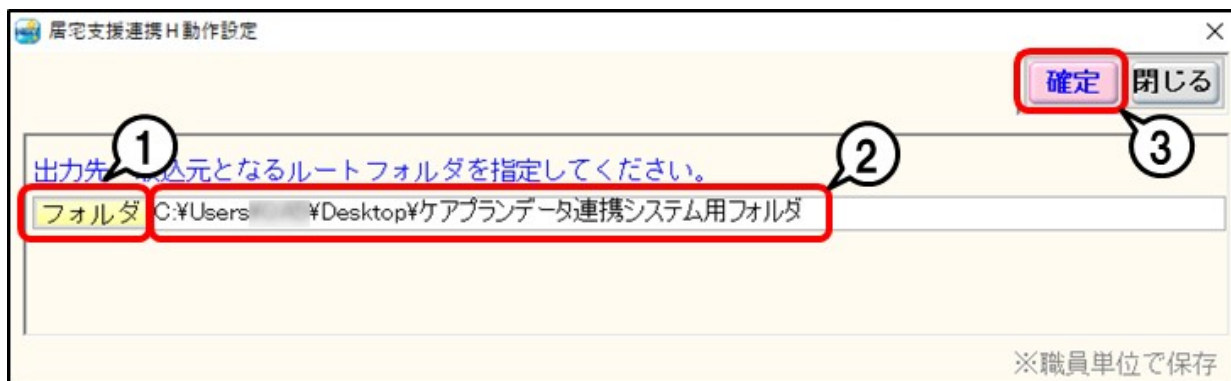 居宅支援連携H動作設定
確定 閉じる
③
①
②
出力先 込元となるルートフォルダを指定してください。
フォルダ C:¥Users ¥Desktop¥ケアプランデータ連携システム用フォルダ
※職員単位で保存